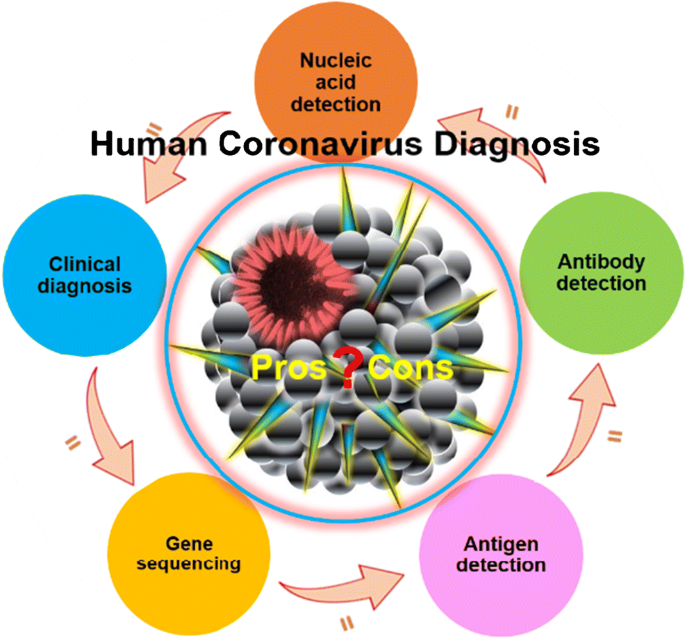 Nucleic
acid
detection
Human Coronavirus Diagnosis
Clinical
diagnosis
Antibody
detection
Pros ? Cons
Gene
sequencing
Antigen
detection